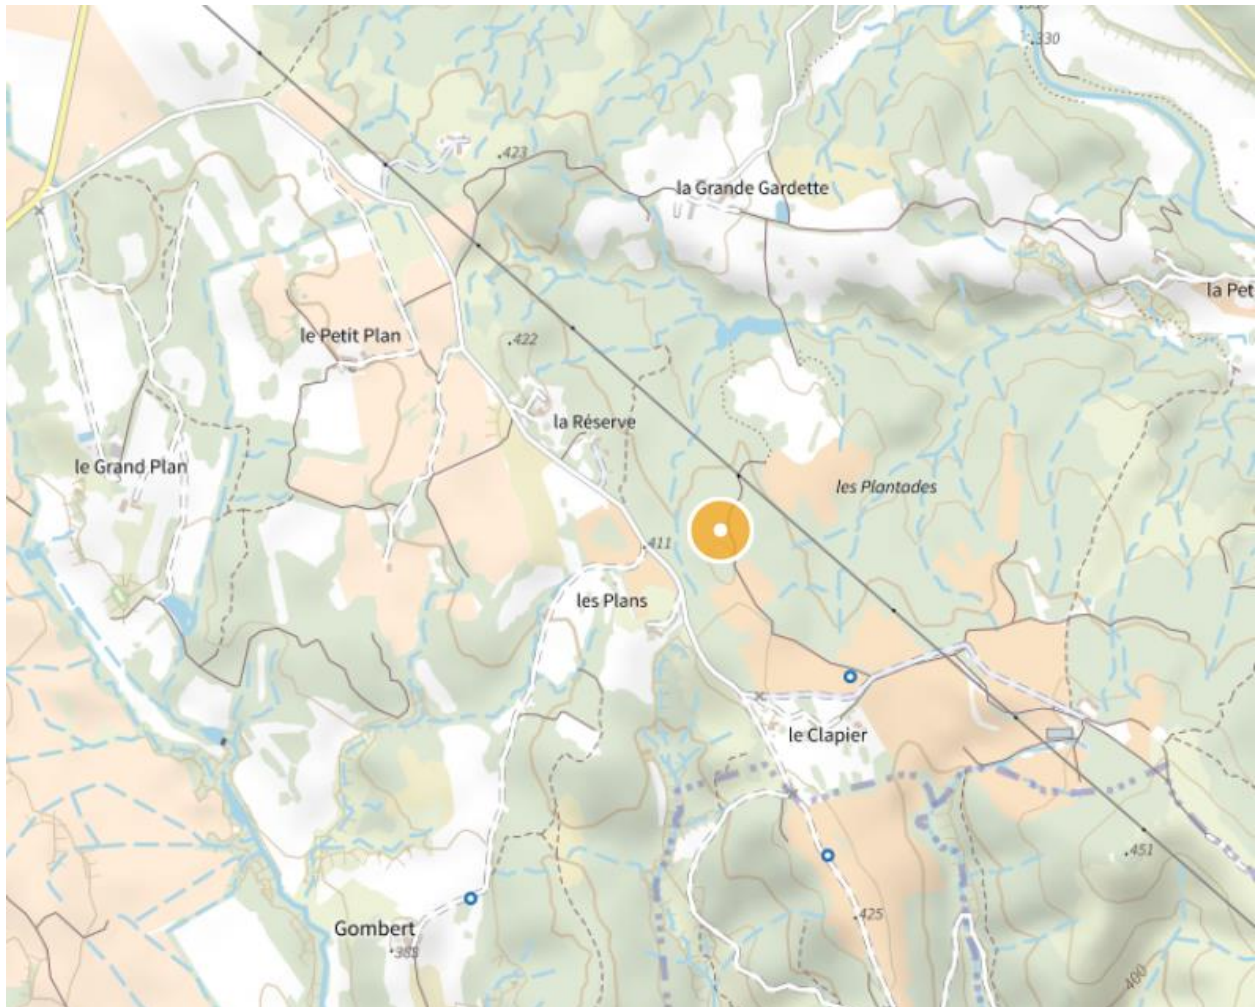 .330
.423
la Grande Gardette
la Pet
le Petit Plan
.422
la Réserve
le Grand Plan
les Plantades
.411
les Plans
le Clapier
.451
.425
Gombert
.385
400